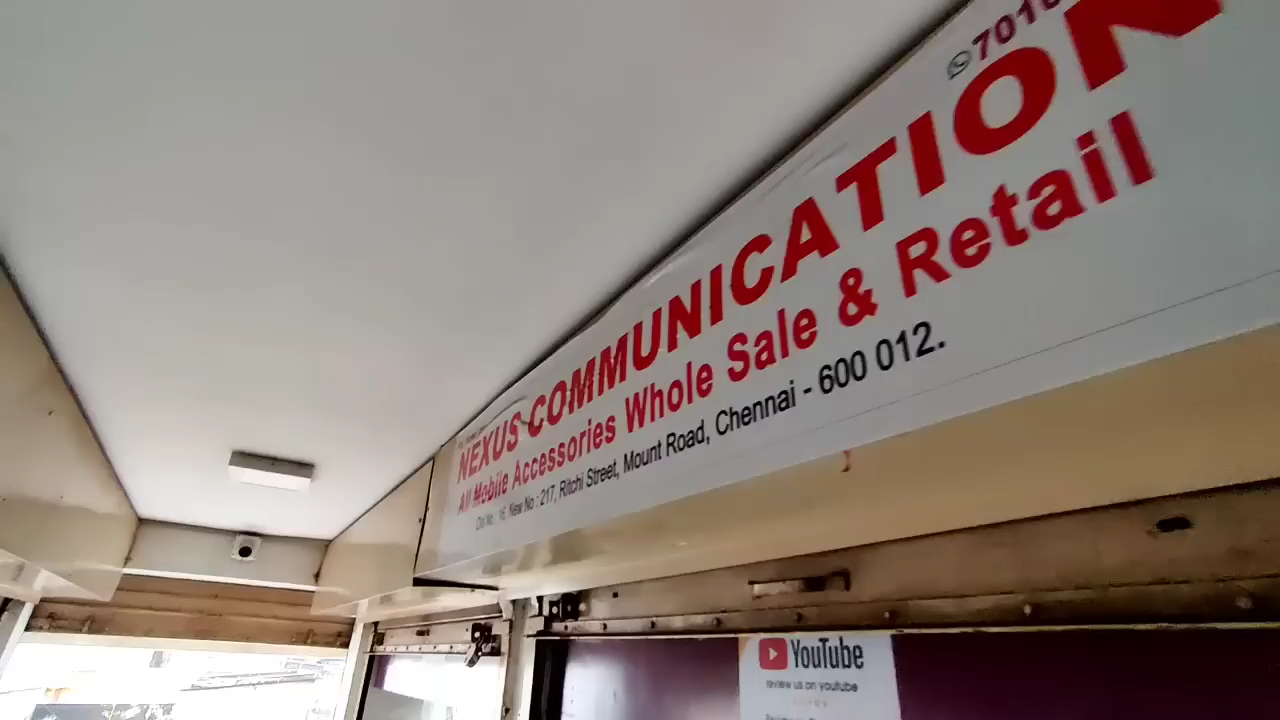 7010
NEXUS COMMUNICATION
All Mobile Accessories Whole Sale & Retail
Old No : 16, New No : 217, Ritchi Street, Mount Road, Chennai - 600 012.
YouTube
review us on youtube